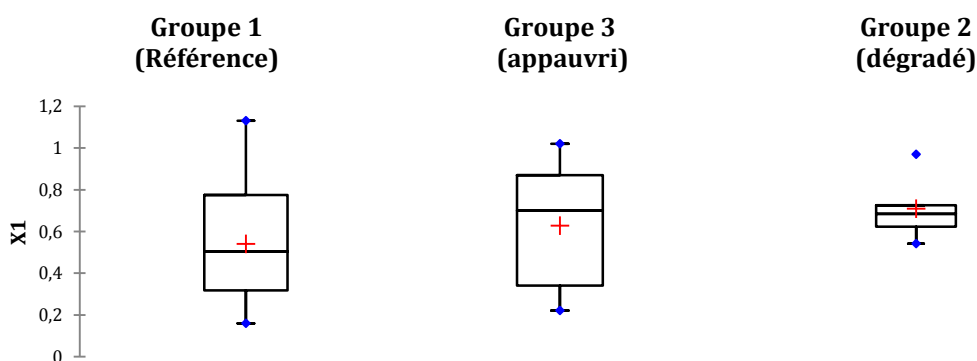 Groupe 1
(Référence)
Groupe 3
(appauvri)
Groupe 2
(dégradé)
1,2
1
0,8
0,6
0,4
0,2
0
X1